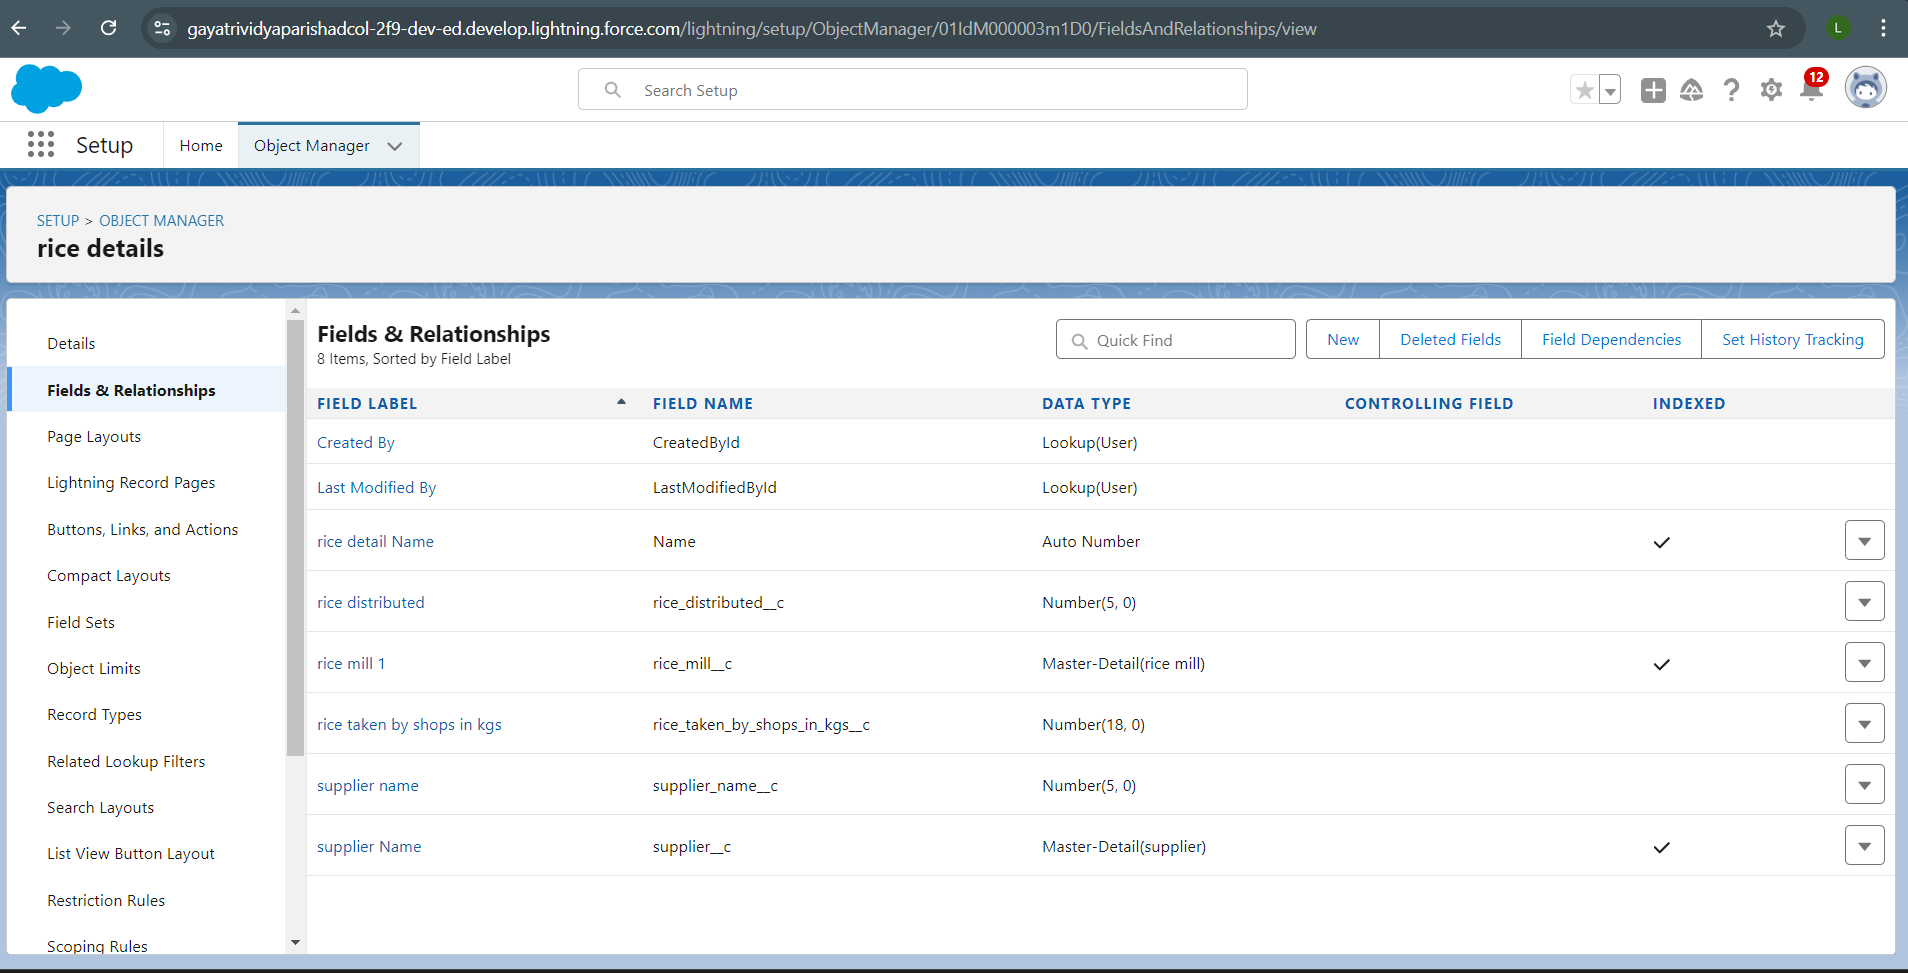 gayatrividyaparishadcol-2f9-dev-ed.develop.lightning.force.com/lightning/setup/ObjectManager/01IdM000003m1D0/FieldsAndRelationships/view
L
Search Setup
12
Setup
Home
Object Manager
SETUP > OBJECT MANAGER
rice details
Details
Fields & Relationships
Page Layouts
Lightning Record Pages
Buttons, Links, and Actions
Compact Layouts
Field Sets
Object Limits
Record Types
Related Lookup Filters
Search Layouts
List View Button Layout
Restriction Rules
Scoping Rules
Fields & Relationships
8 Items, Sorted by Field Label
Quick Find
New
Deleted Fields
Field Dependencies
Set History Tracking
FIELD LABEL FIELD NAME DATA TYPE CONTROLLING FIELD INDEXED
Created By CreatedById Lookup(User)
Last Modified By LastModifiedById Lookup(User)
rice detail Name Name Auto Number
rice distributed rice_distributed__c Number(5, 0)
rice mill 1 rice_mill__c Master-Detail(rice mill)
rice taken by shops in kgs rice_taken_by_shops_in_kgs__c Number(18, 0)
supplier name supplier_name__c Number(5, 0)
supplier Name supplier__c Master-Detail(supplier)